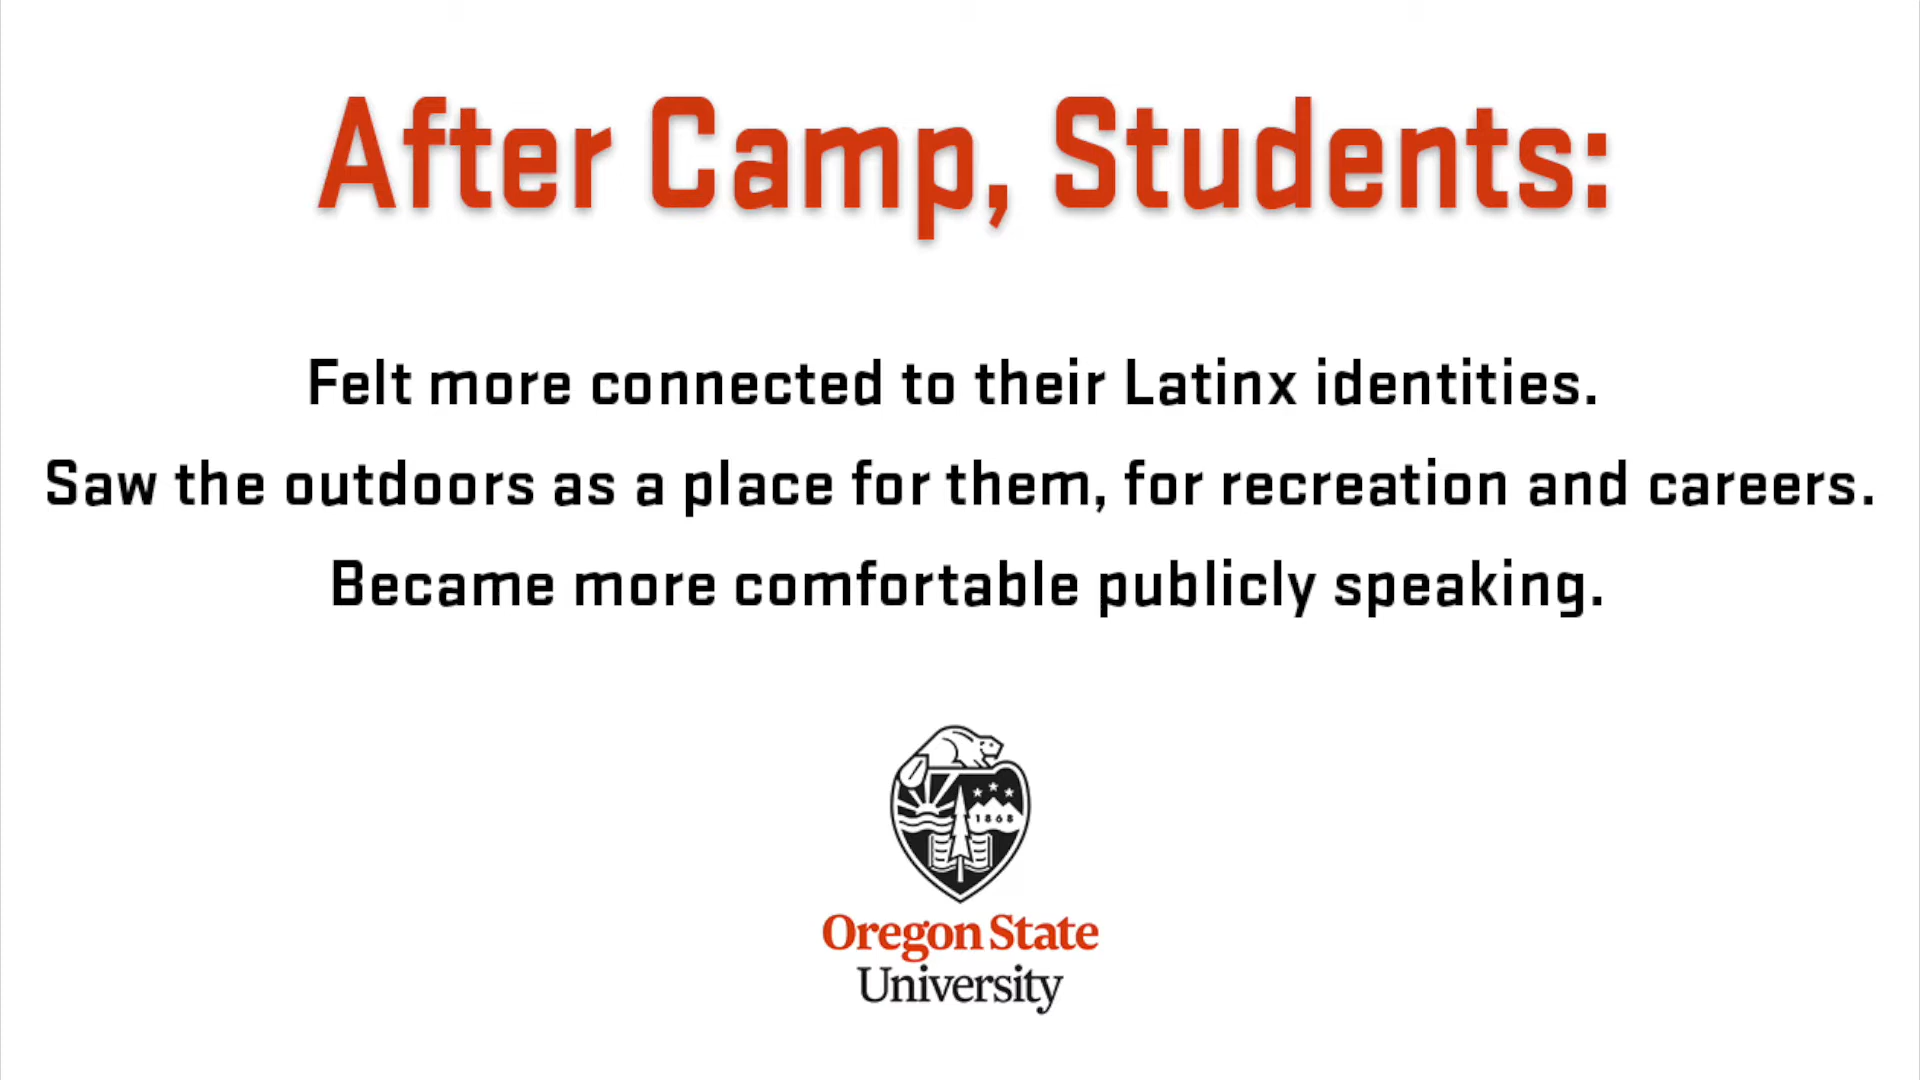 After Camp, Students:
Felt more connected to their Latinx identities.
Saw the outdoors as a place for them, for recreation and careers.
Became more comfortable publicly speaking.
1868
Oregon State
University